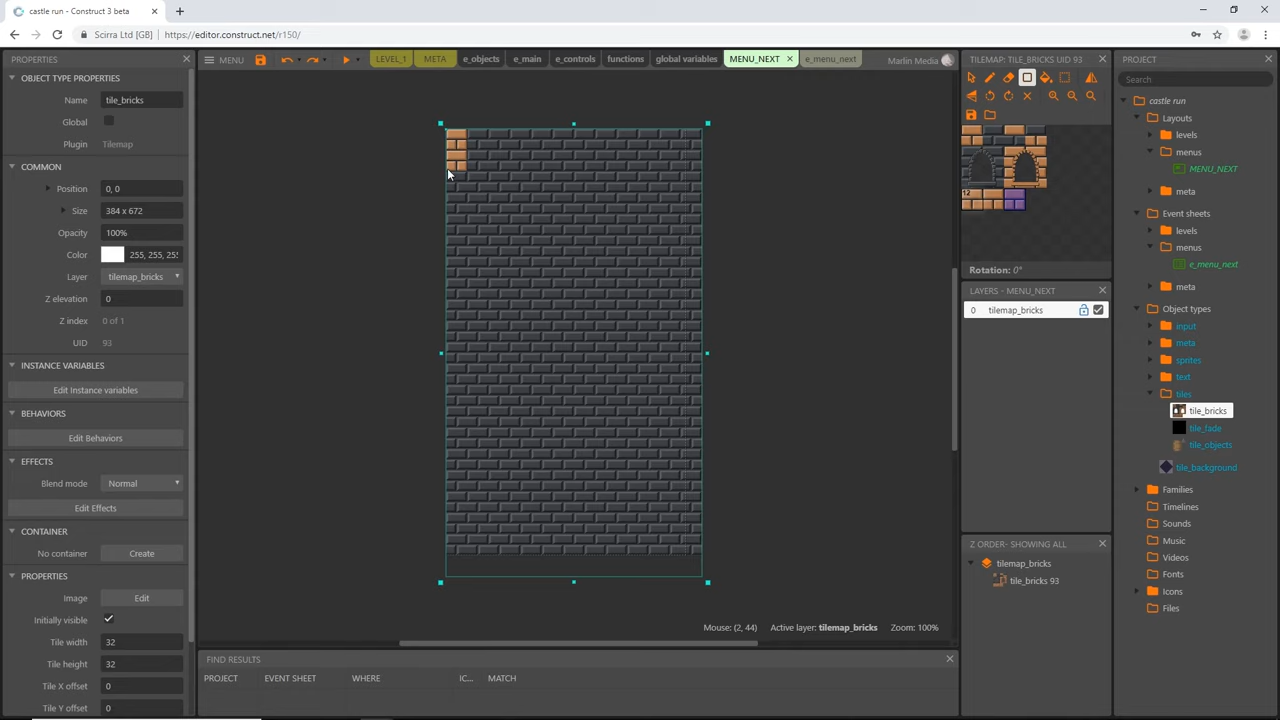 castle run - Construct 3 beta
Scirra Ltd [GB]
https://editor.construct.net/r150/
PROPERTIES
MENU
LEVEL_1
META
e_objects
e_main
e_controls
functions
global variables
MENU_NEXT
e_menu_next
Marlin Media
TILEMAP: TILE_BRICKS UID 93
PROJECT
OBJECT TYPE PROPERTIES
Name tile_bricks
Global
Plugin Tilemap
COMMON
Position 0, 0
Size 384 x 672
Opacity 100%
Color 255, 255, 255
Layer tilemap_bricks
Z elevation 0
Z index 0 of 1
UID 93
INSTANCE VARIABLES
Edit Instance variables
BEHAVIORS
Edit Behaviors
EFFECTS
Blend mode Normal
Edit Effects
CONTAINER
No container Create
PROPERTIES
Image Edit
Initially visible
Tile width 32
Tile height 32
Tile X offset 0
Tile Y offset 0
Mouse: (2, 44) Active layer: tilemap_bricks Zoom: 100%
FIND RESULTS
PROJECT EVENT SHEET WHERE IC... MATCH
12
Rotation: 0°
LAYERS - MENU_NEXT
0 tilemap_bricks
Z ORDER- SHOWING ALL
tilemap_bricks
tile_bricks 93
Search
castle run
Layouts
levels
menus
MENU_NEXT
meta
Event sheets
levels
menus
e_menu_next
meta
Object types
input
meta
sprites
text
tiles
tile_bricks
tile_fade
tile_objects
tile_background
Families
Timelines
Sounds
Music
Videos
Fonts
Icons
Files